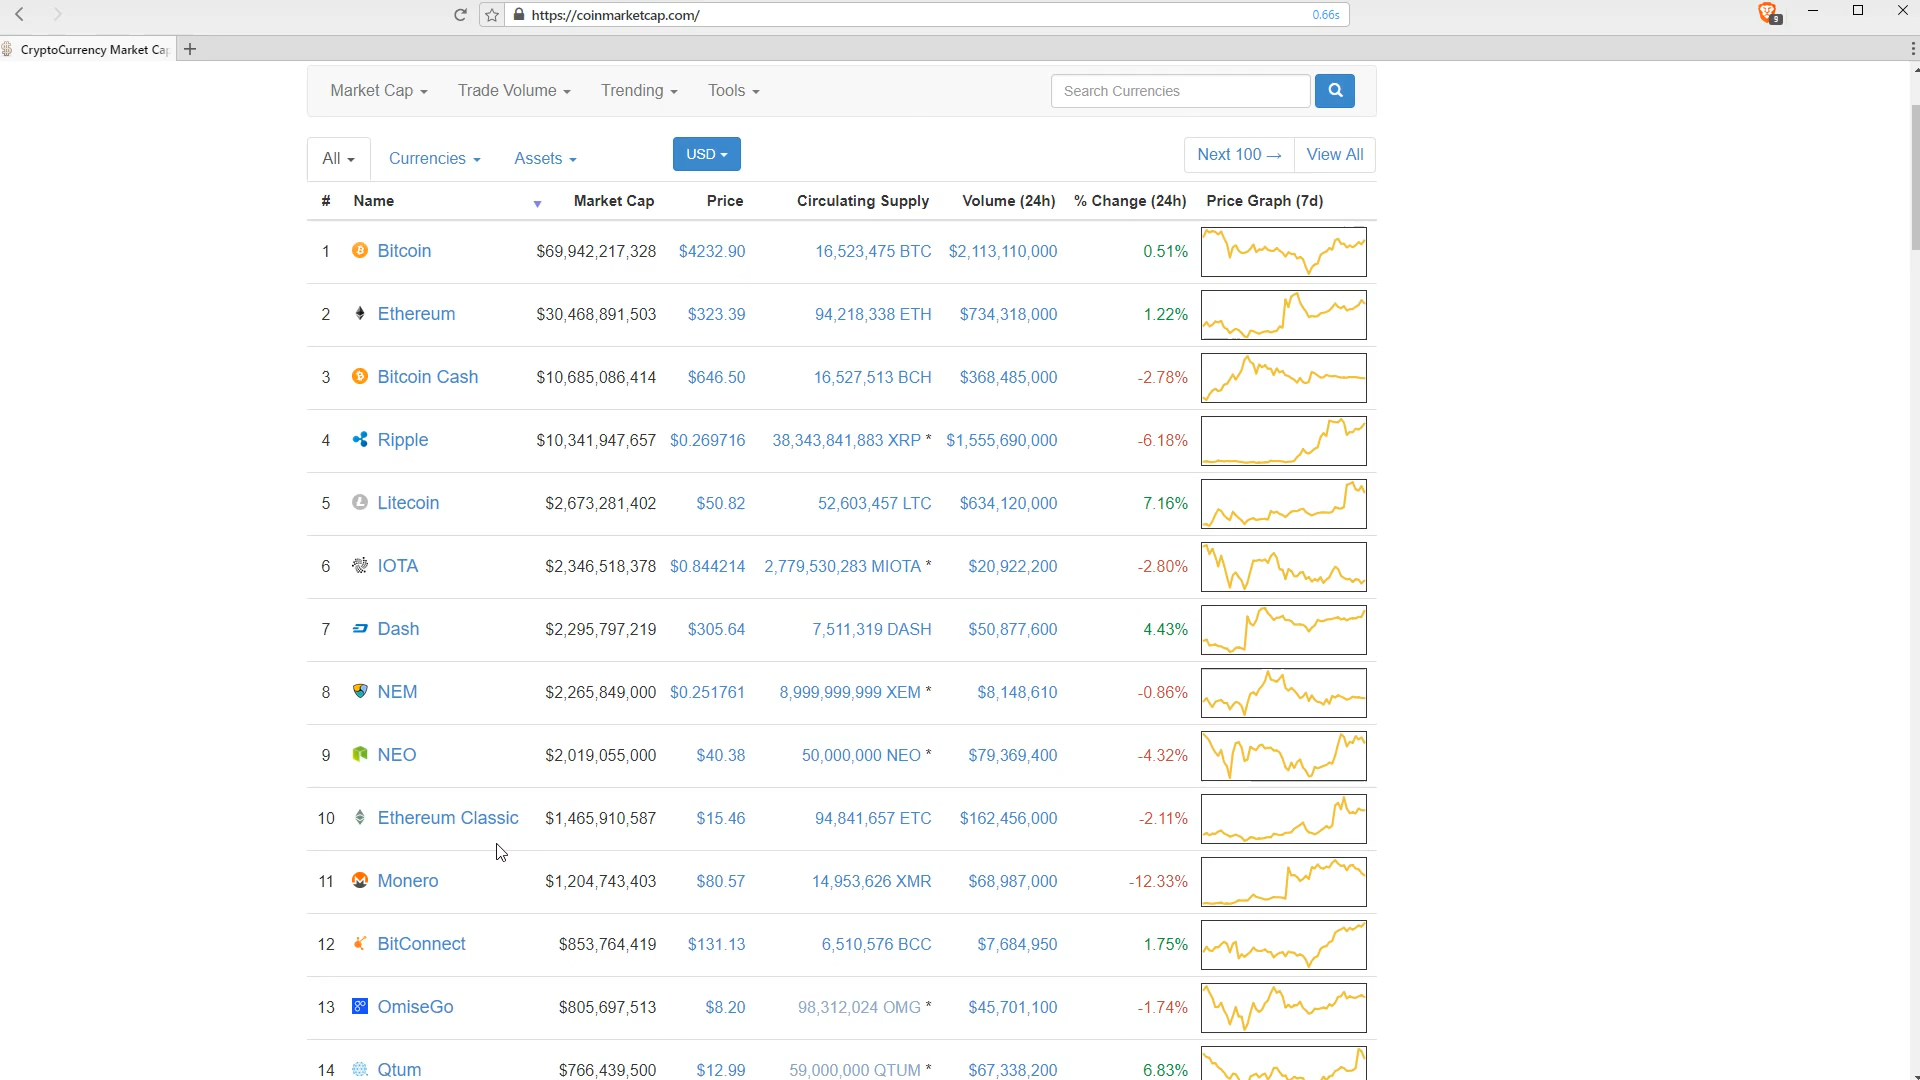 https://coinmarketcap.com/ 0.66s 9
CryptoCurrency Market Ca
Market Cap Trade Volume Trending Tools Search Currencies
All Currencies Assets USD Next 100 → View All
# Name Market Cap Price Circulating Supply Volume (24h) % Change (24h) Price Graph (7d)
1 Bitcoin $69,942,217,328 $4232.90 16,523,475 BTC $2,113,110,000 0.51%
2 Ethereum $30,468,891,503 $323.39 94,218,338 ETH $734,318,000 1.22%
3 Bitcoin Cash $10,685,086,414 $646.50 16,527,513 BCH $368,485,000 -2.78%
4 Ripple $10,341,947,657 $0.269716 38,343,841,883 XRP * $1,555,690,000 -6.18%
5 Litecoin $2,673,281,402 $50.82 52,603,457 LTC $634,120,000 7.16%
6 IOTA $2,346,518,378 $0.844214 2,779,530,283 MIOTA * $20,922,200 -2.80%
7 Dash $2,295,797,219 $305.64 7,511,319 DASH $50,877,600 4.43%
8 NEM $2,265,849,000 $0.251761 8,999,999,999 XEM * $8,148,610 -0.86%
9 NEO $2,019,055,000 $40.38 50,000,000 NEO * $79,369,400 -4.32%
10 Ethereum Classic $1,465,910,587 $15.46 94,841,657 ETC $162,456,000 -2.11%
11 Monero $1,204,743,403 $80.57 14,953,626 XMR $68,987,000 -12.33%
12 BitConnect $853,764,419 $131.13 6,510,576 BCC $7,684,950 1.75%
13 OmiseGo $805,697,513 $8.20 98,312,024 OMG * $45,701,100 -1.74%
14 Qtum $766,439,500 $12.99 59,000,000 QTUM * $67,338,200 6.83%